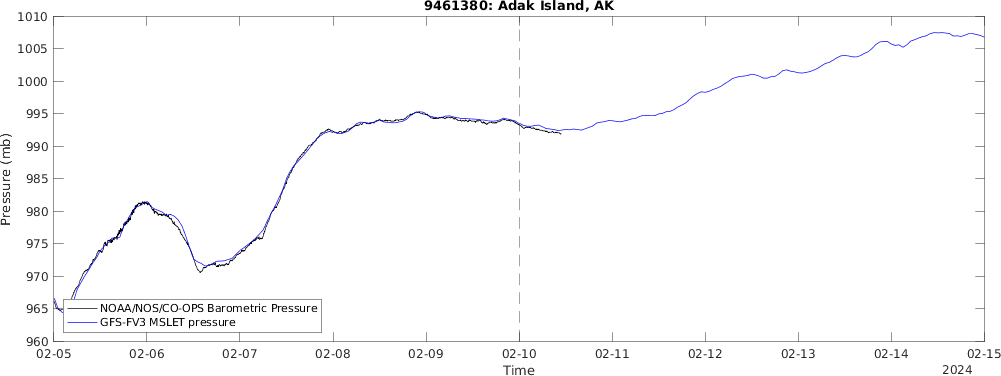 9461380: Adak Island, AK
Pressure (mb)
1010
1005
1000
995
990
985
980
975
970
965
960
NOAA/NOS/CO-OPS Barometric Pressure
GFS-FV3 MSLET pressure
02-05 02-06 02-07 02-08 02-09 02-10 02-11 02-12 02-13 02-14 02-15
Time
2024